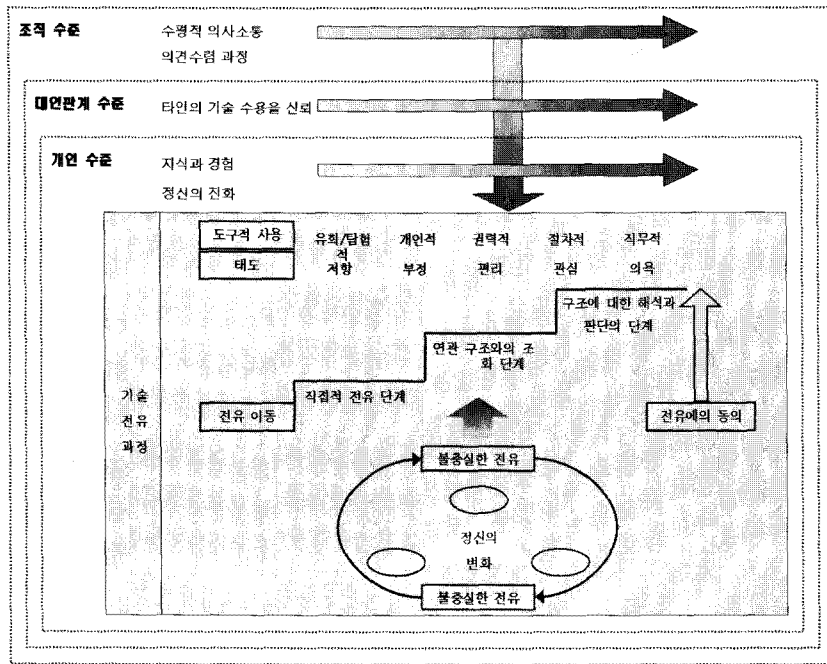 조직 수준
수평적 의사소통
의견수렴 과정
대인관계 수준
타인의 기술 수용을 신뢰
개인 수준
지식과 경험
정신의 진화
도구적 사용
유희/탐험적
개인적
권력적
절차적
직무적
태도
저항
부정
편리
관심
의욕
구조에 대한 해석과
판단의 단계
연관 구조와의 조
화 단계
직접적 전유 단계
기술
전유
과정
전유 이동
전유에의 동의
불충실한 전유
정신의
변화
불충실한 전유